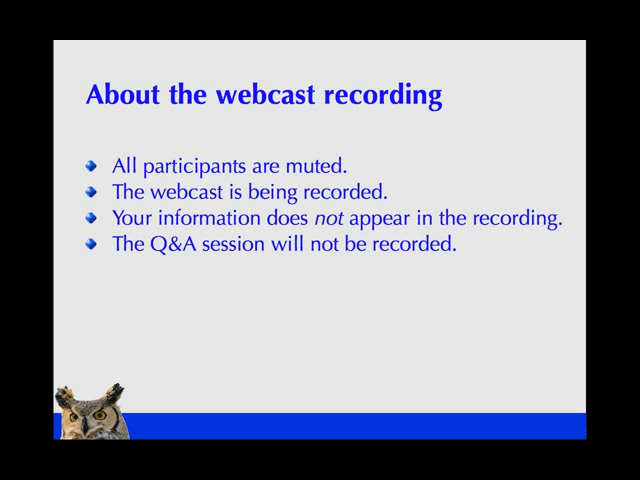 About the webcast recording
All participants are muted.
The webcast is being recorded.
Your information does not appear in the recording.
The Q&A session will not be recorded.